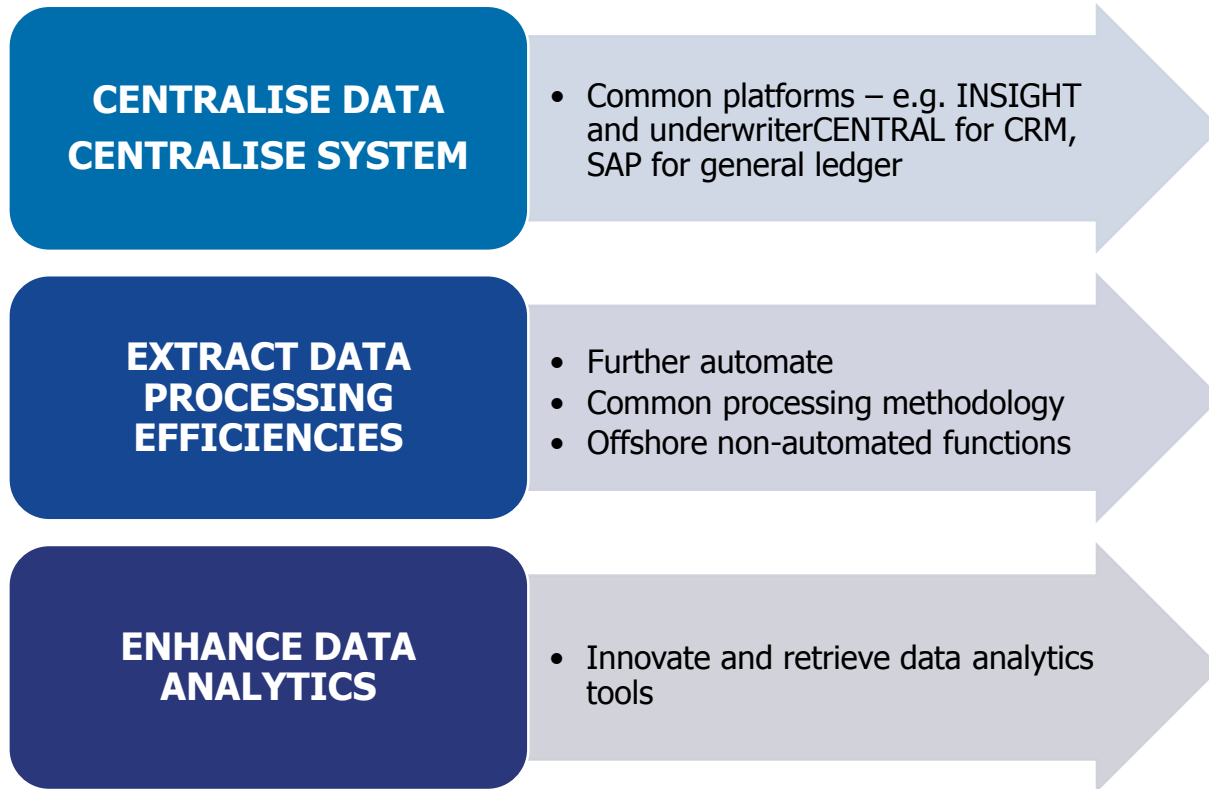 CENTRALISE DATA
CENTRALISE SYSTEM
• Common platforms – e.g. INSIGHT
and underwriterCENTRAL for CRM,
SAP for general ledger
EXTRACT DATA
PROCESSING
EFFICIENCIES
• Further automate
• Common processing methodology
• Offshore non-automated functions
ENHANCE DATA
ANALYTICS
• Innovate and retrieve data analytics
tools